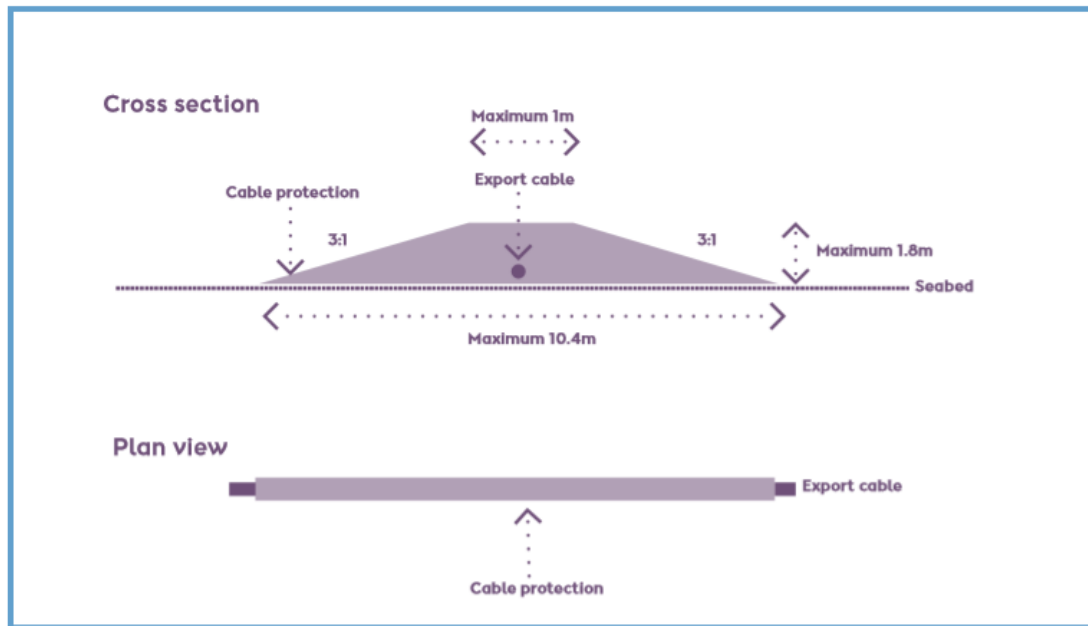 Cross section
Maximum 1m
Export cable
Cable protection
3:1
3:1
Maximum 1.8m
Seabed
Maximum 10.4m
Plan view
Export cable
Cable protection